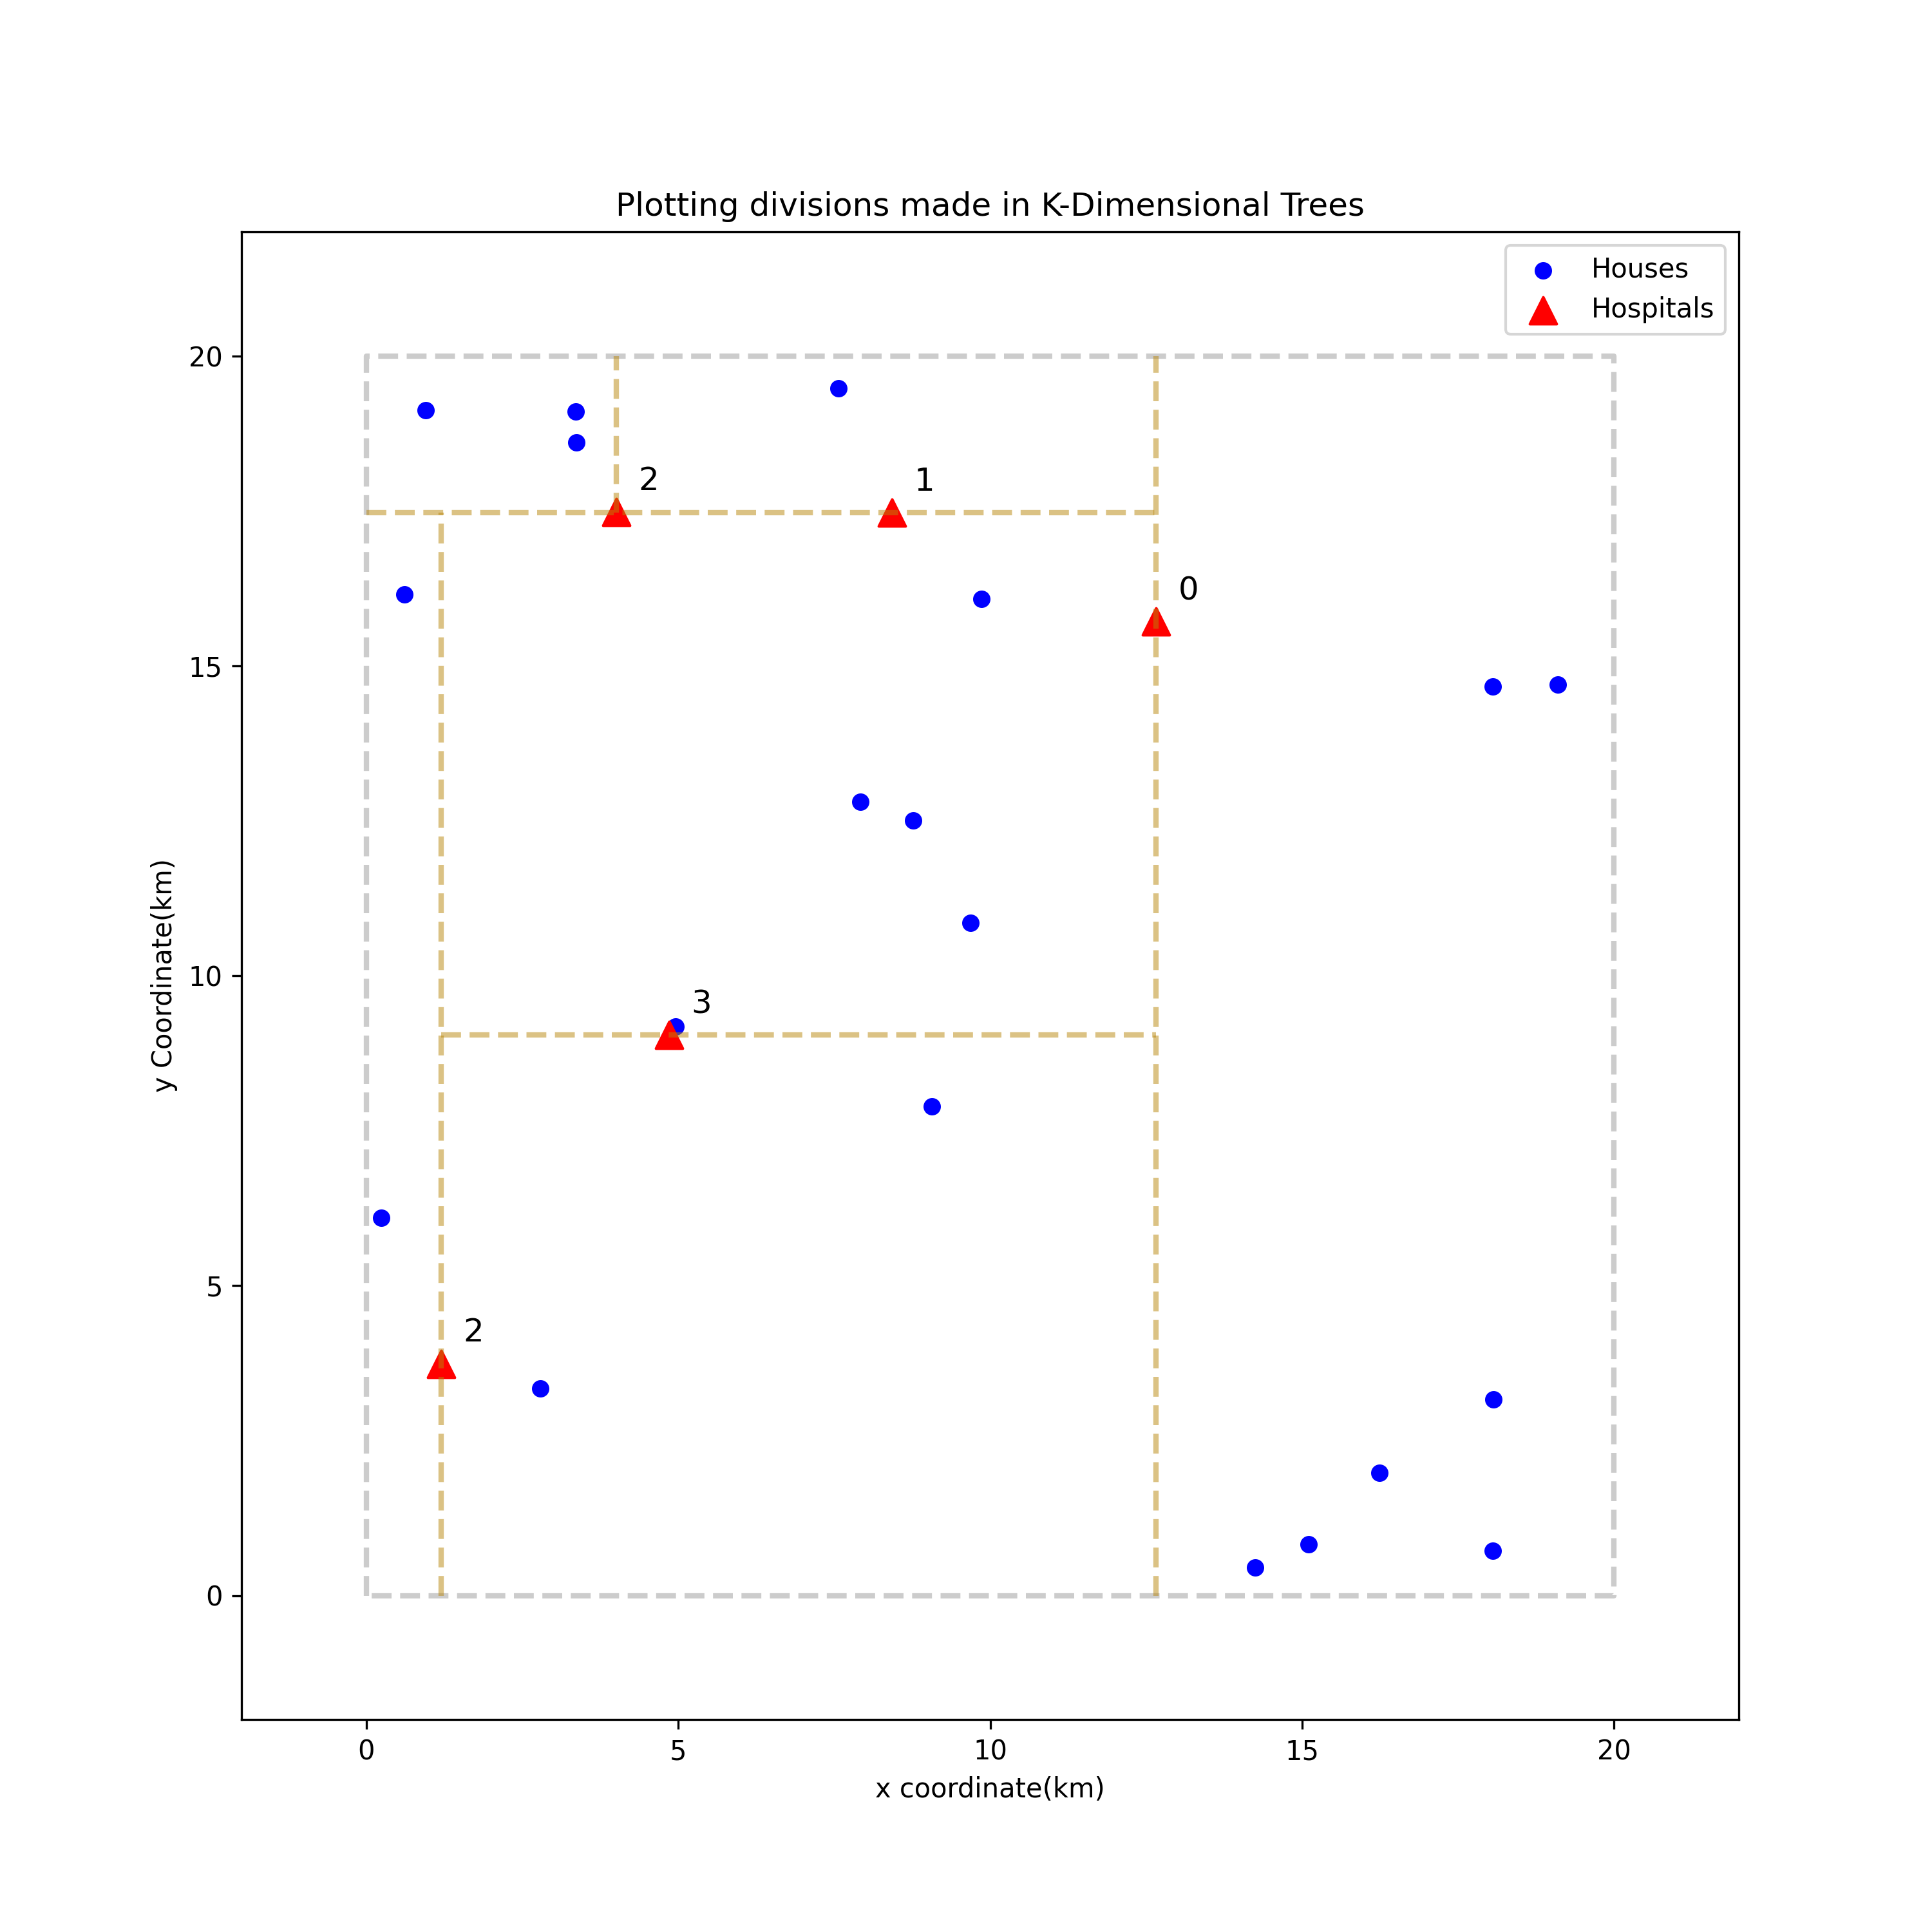 Plotting divisions made in K-Dimensional Trees
Houses
Hospitals
20
2
1
0
15
10
3
5
2
0
y Coordinate(km)
0 5 10 15 20
x coordinate(km)